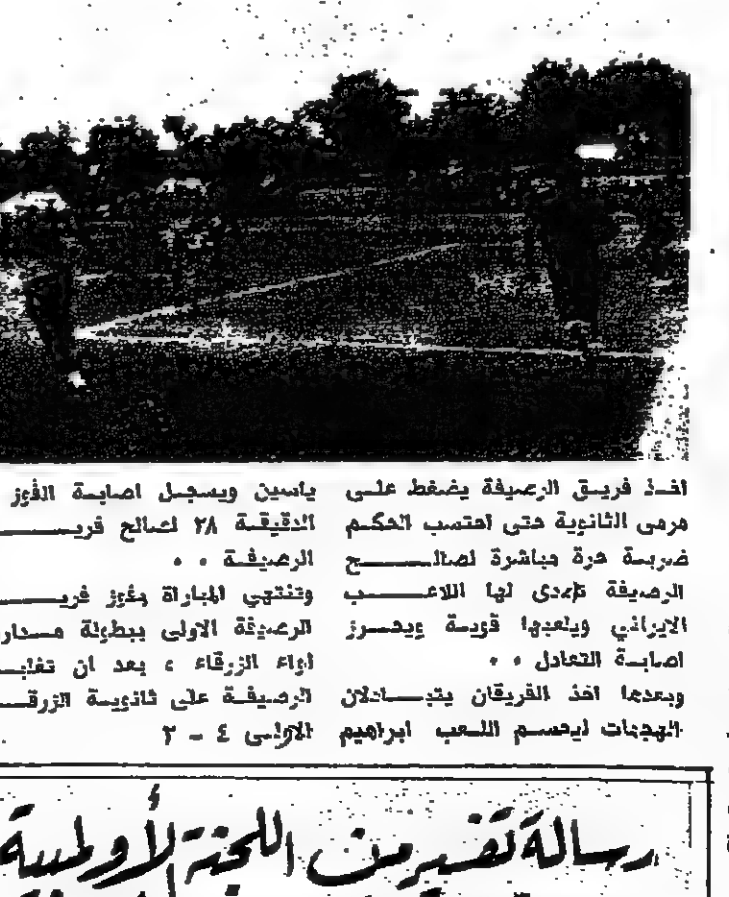 اخذ فريق الرصيفة يضغط على
مرمى الثانوية حتى احتسب الحكم
ضربة حرة مباشرة لصالح
الرصيفة تصدى لها اللاعب
الايراني ويلعبها قوية ويحرز
اصابة التعادل . .
وبعدها اخذ الفريقان يتبادلان
الهجمات ليحسم اللعب ابراهيم
ياسين ويسجل اصابة الفوز
الدقيقة ٢٨ لصالح فريق
الرصيفة . .
وتنتهي المباراة بفوز فريق
الرصيفة الاولى ببطولة مدار
لواء الزرقاء ، بعد ان تغلب
الرصيفة على ثانوية الزرق
الاولى ٤ - ٢
رسالة تقدير من اللجنة الأولمبية